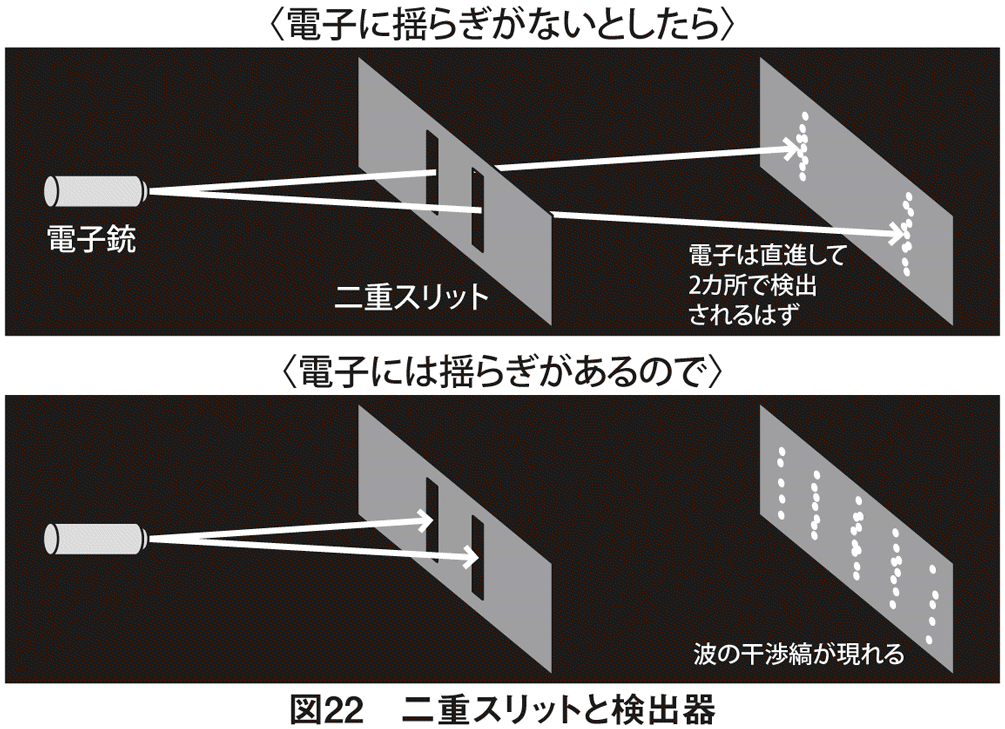 〈電子に揺らぎがないとしたら〉
電子銃
二重スリット
電子は直進して
2カ所で検出
されるはず
〈電子には揺らぎがあるので〉
波の干渉縞が現れる
図22 二重スリットと検出器